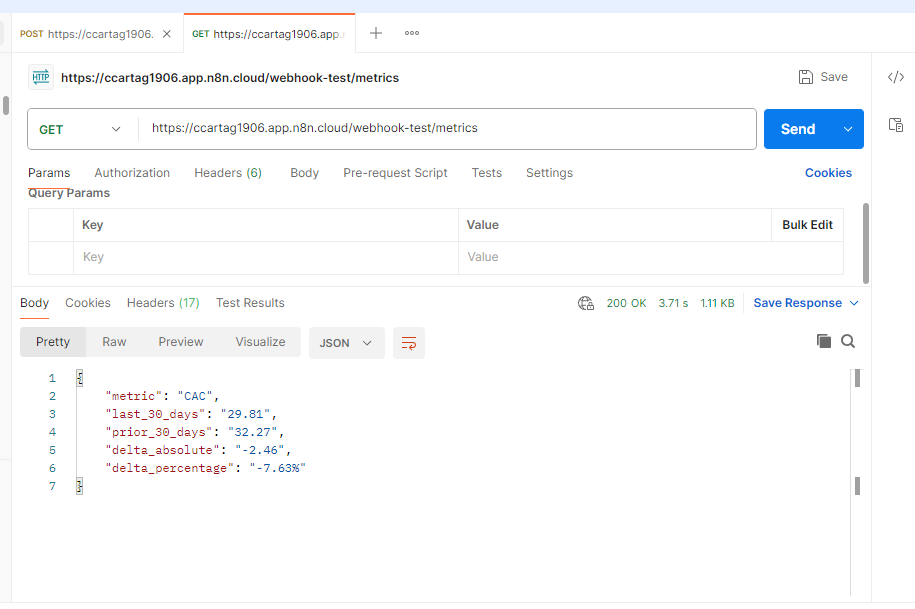 POST https://ccartag1906.
GET https://ccartag1906.app.
HTTP https://ccartag1906.app.n8n.cloud/webhook-test/metrics
Save
GET https://ccartag1906.app.n8n.cloud/webhook-test/metrics
Send
Params Authorization Headers (6) Body Pre-request Script Tests Settings
Cookies
Query Params
Key Value Bulk Edit
Key Value
Body Cookies Headers (17) Test Results
200 OK 3.71 s 1.11 KB Save Response
Pretty Raw Preview Visualize JSON
1 {
2 "metric": "CAC",
3 "last_30_days": "29.81",
4 "prior_30_days": "32.27",
5 "delta_absolute": "-2.46",
6 "delta_percentage": "-7.63%"
7 }